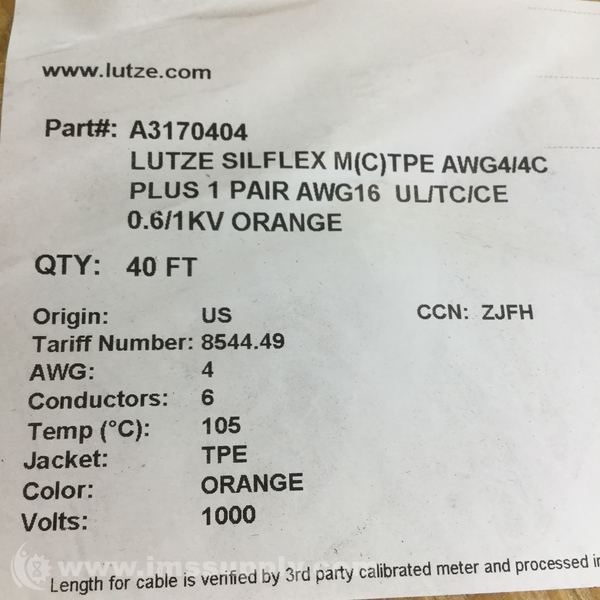 www.lutze.com
Part#: A3170404
LUTZE SILFLEX M(C)TPE AWG4/4C
PLUS 1 PAIR AWG16 UL/TC/CE
0.6/1KV ORANGE
QTY: 40 FT
Origin: US CCN: ZJFH
Tariff Number: 8544.49
AWG: 4
Conductors: 6
Temp (°C): 105
Jacket: TPE
Color: ORANGE
Volts: 1000
www.imssupply.com
Length for cable is verified by 3rd party calibrated meter and processed in